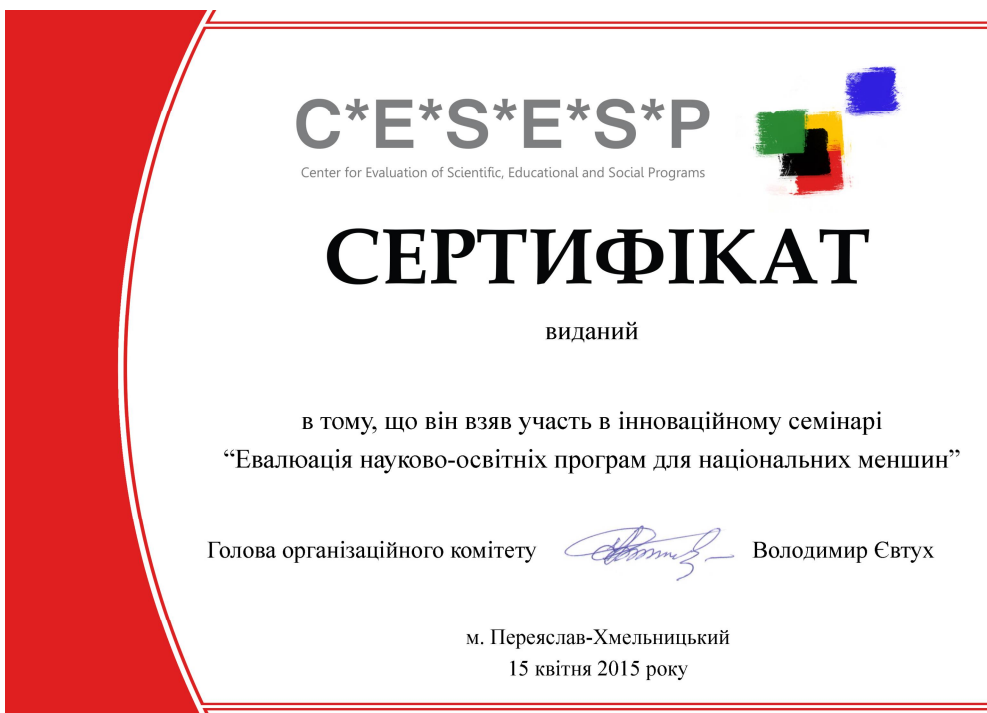 C*E*S*E*S*P
Center for Evaluation of Scientific, Educational and Social Programs
СЕРТИФІКАТ
виданий
в тому, що він взяв участь в інноваційному семінарі
“Евалюація науково-освітніх програм для національних меншин”
Голова організаційного комітету Володимир Євтух
м. Переяслав-Хмельницький
15 квітня 2015 року